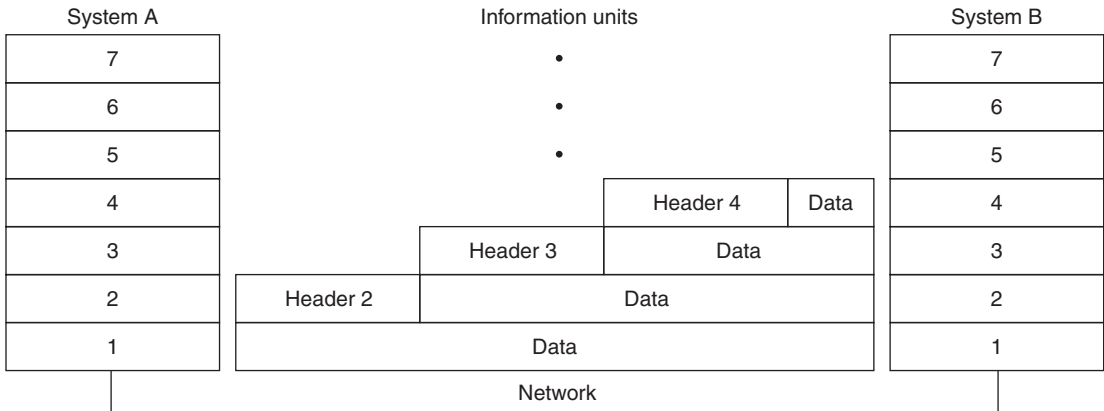 System A Information units System B
7 • 7
6 • 6
5 • 5
4 Header 4 Data 4
3 Header 3 Data 3
2 Header 2 Data 2
1 Data 1
Network